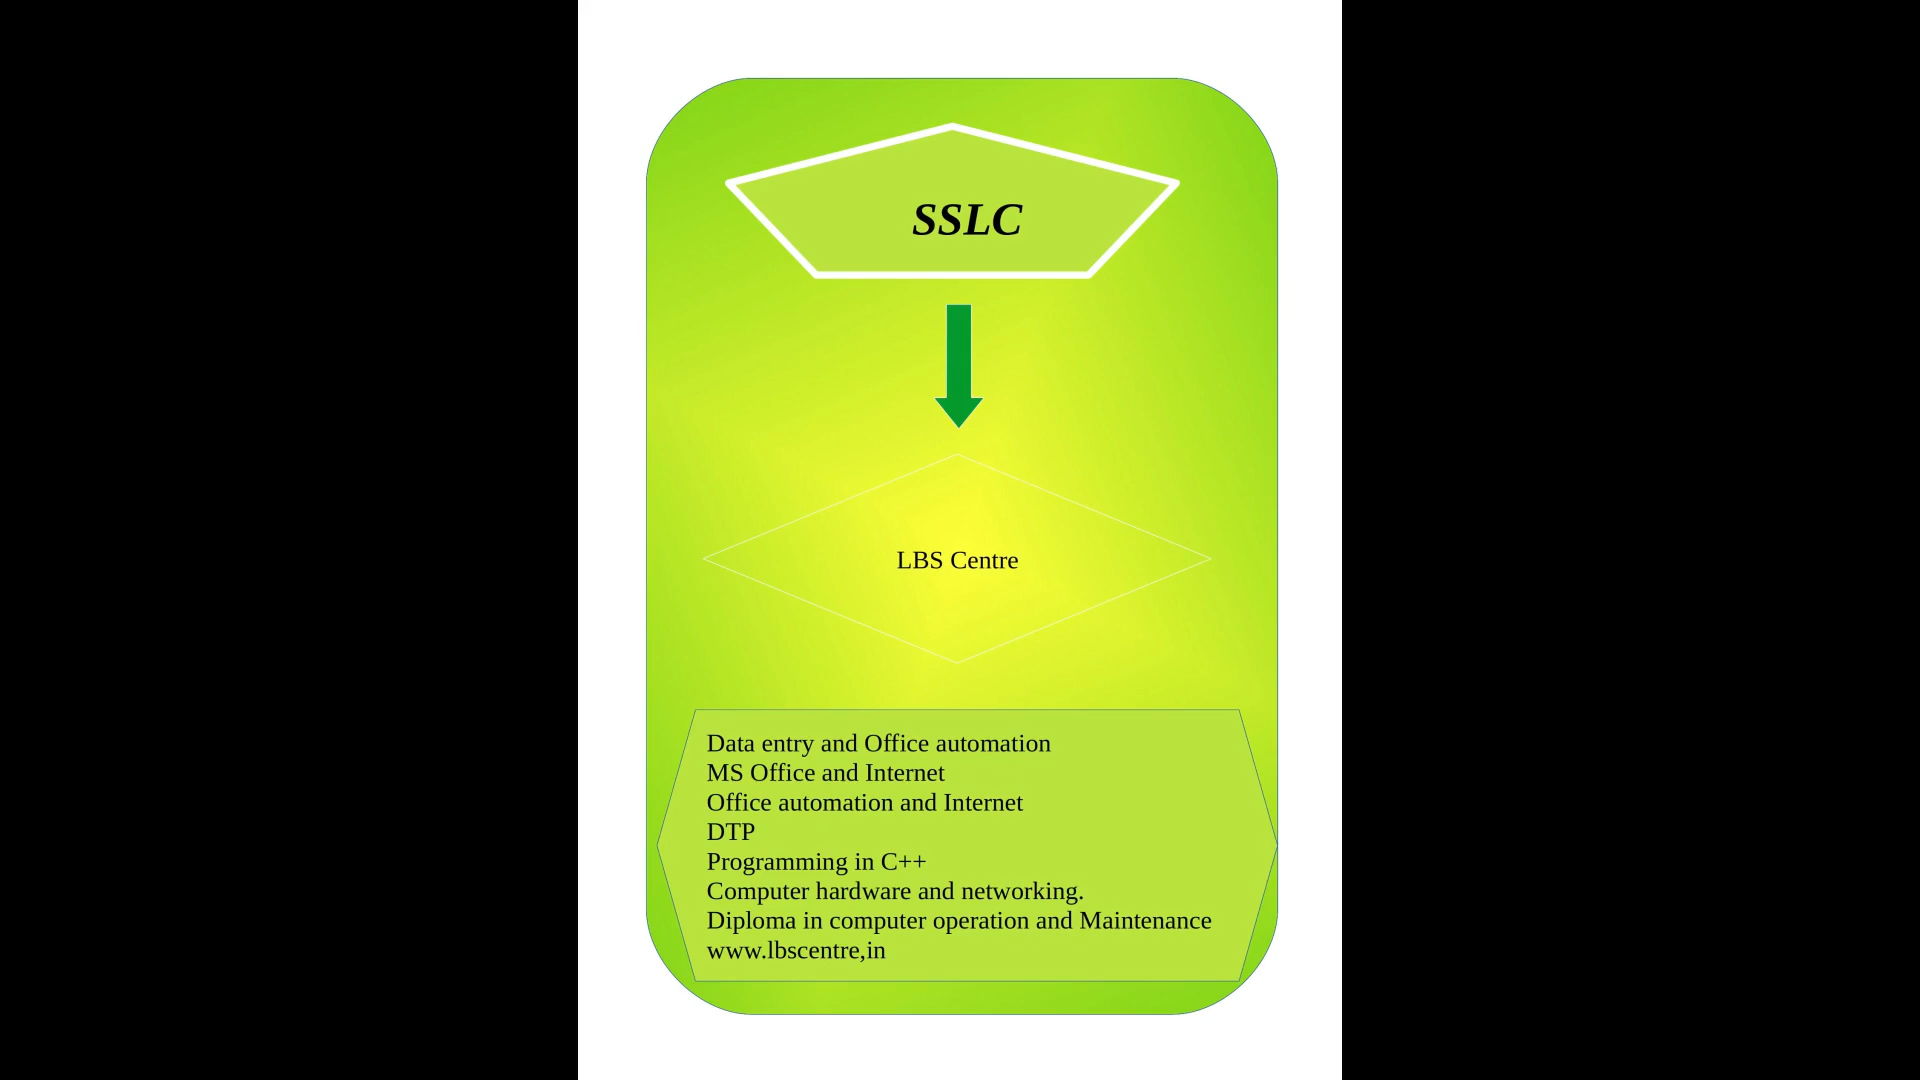 SSLC
LBS Centre
Data entry and Office automation
MS Office and Internet
Office automation and Internet
DTP
Programming in C++
Computer hardware and networking.
Diploma in computer operation and Maintenance
www.lbscentre,in